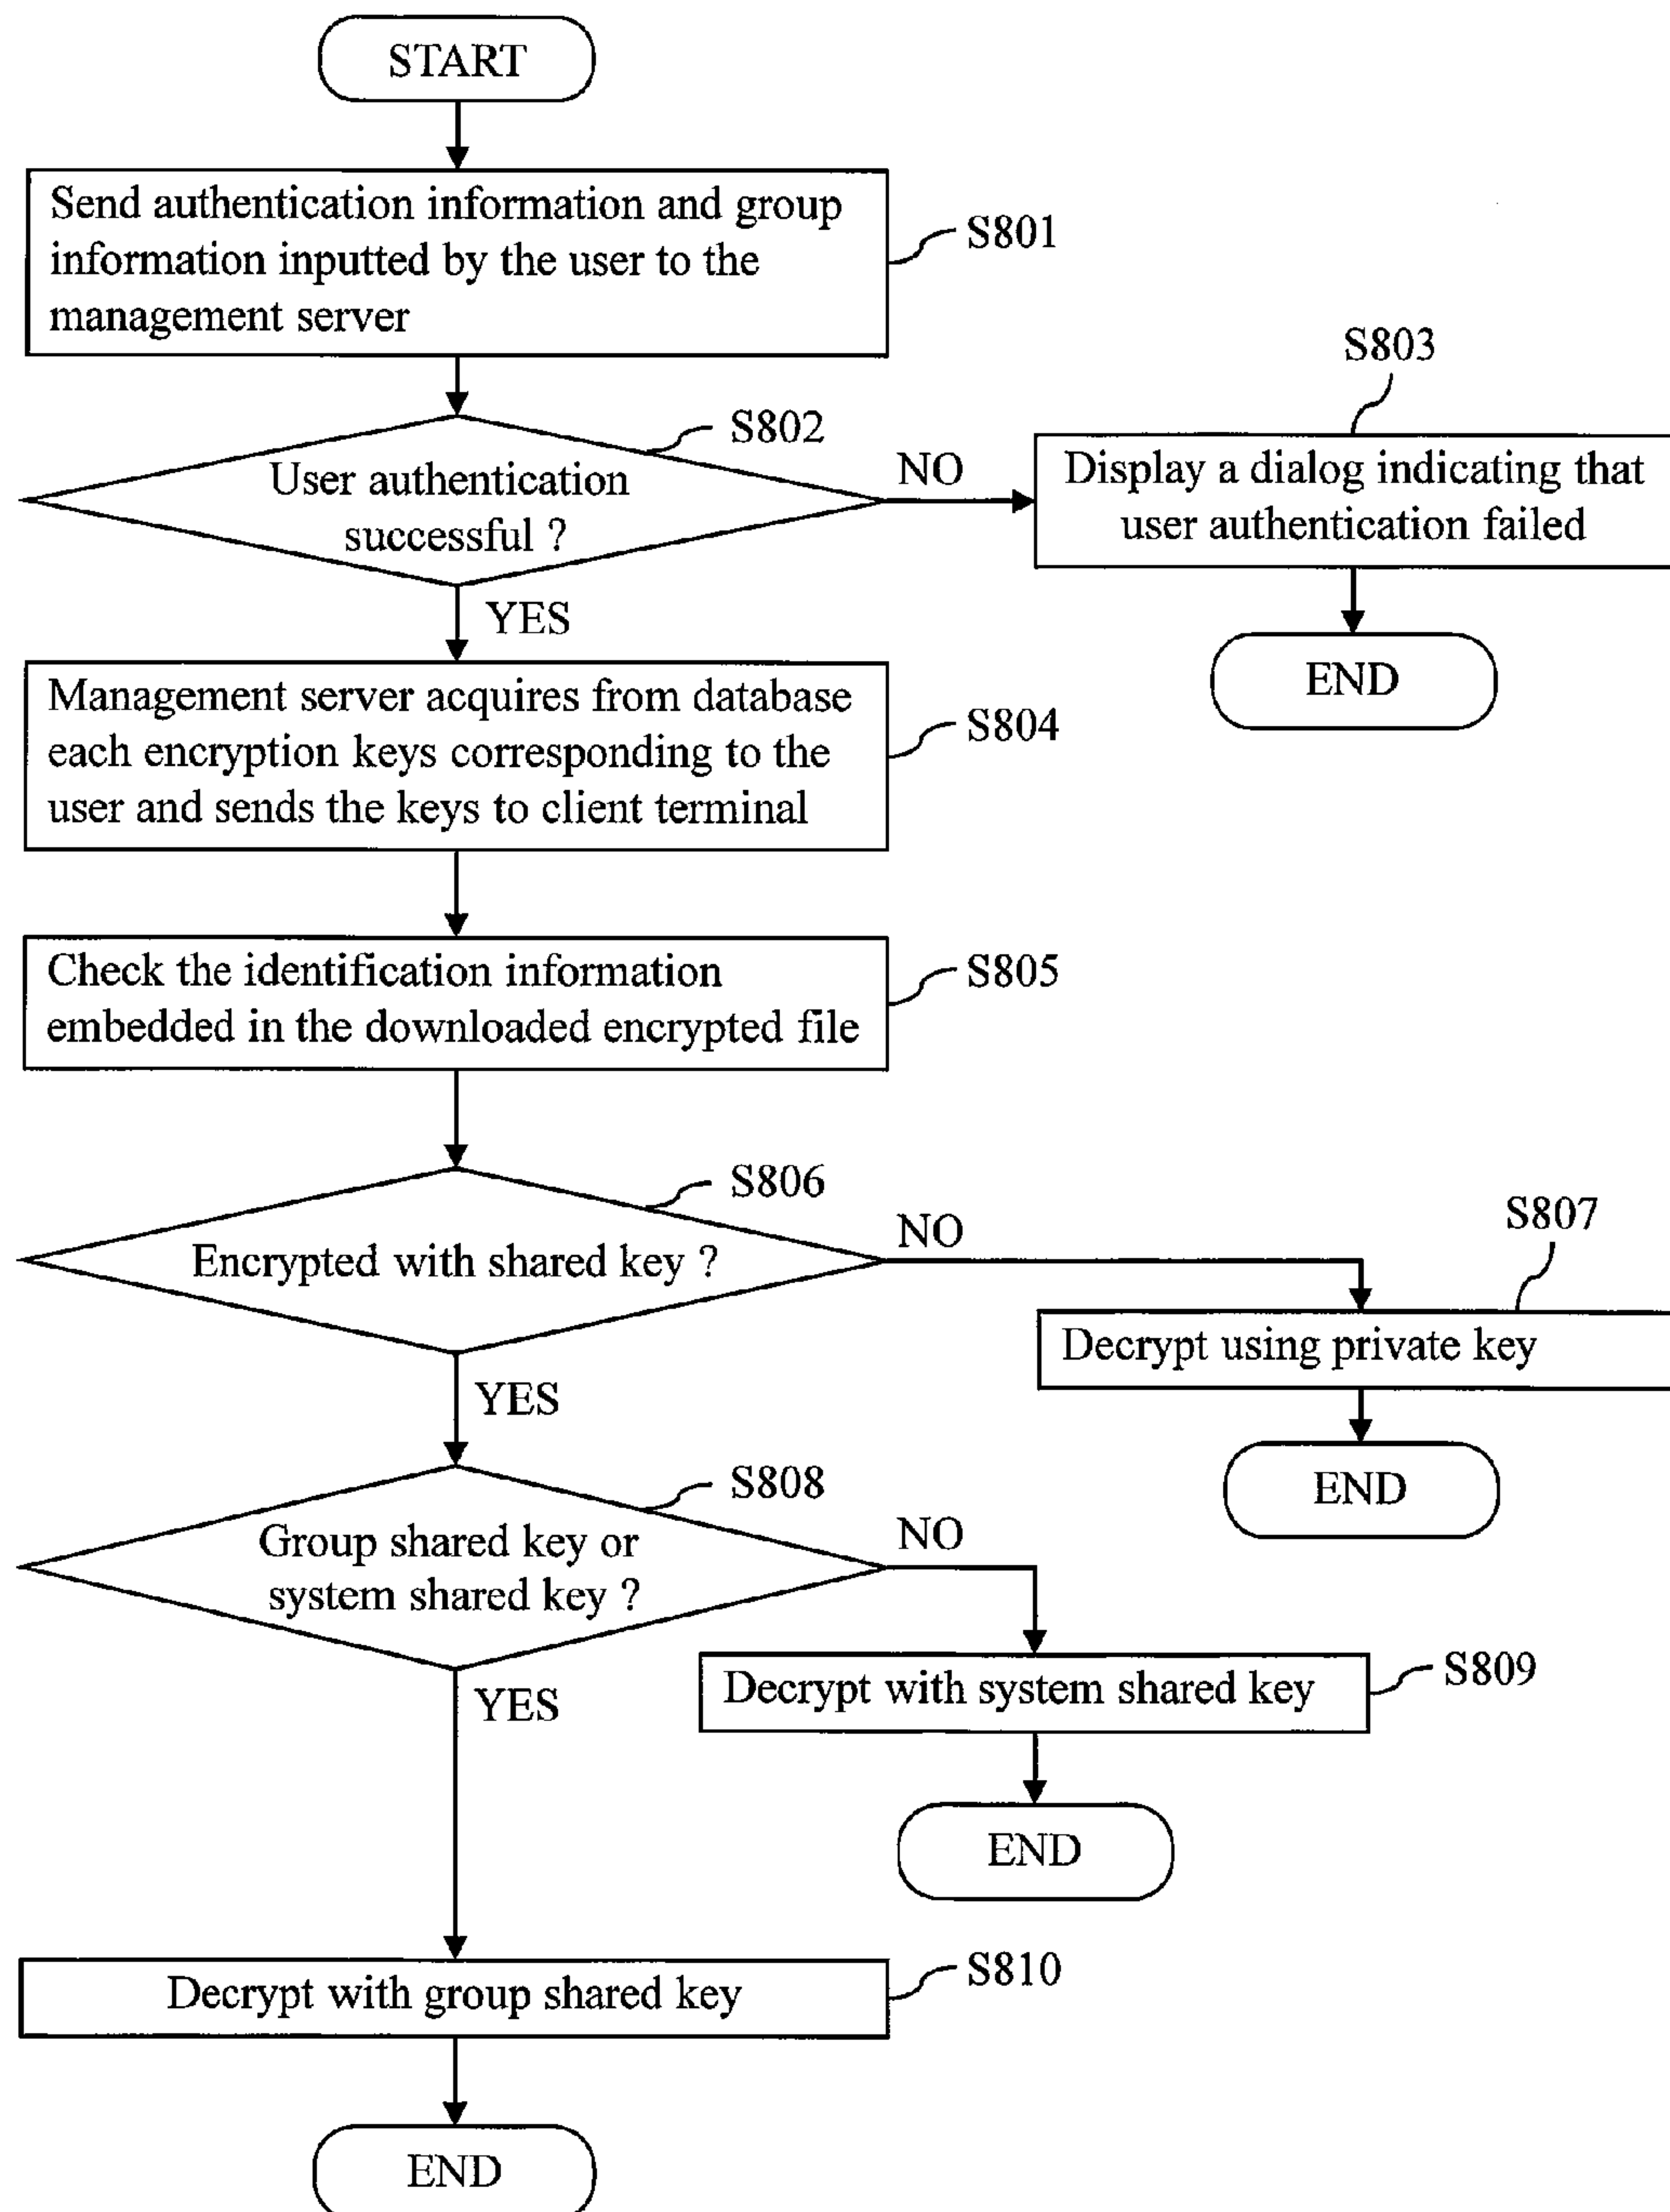 START
Send authentication information and group
information inputted by the user to the
management server
S801
S802
User authentication
successful ?
NO
S803
Display a dialog indicating that
user authentication failed
END
YES
Management server acquires from database
each encryption keys corresponding to the
user and sends the keys to client terminal
S804
Check the identification information
embedded in the downloaded encrypted file
S805
S806
Encrypted with shared key ?
NO
S807
Decrypt using private key
END
YES
S808
Group shared key or
system shared key ?
NO
Decrypt with system shared key
S809
END
YES
Decrypt with group shared key
S810
END